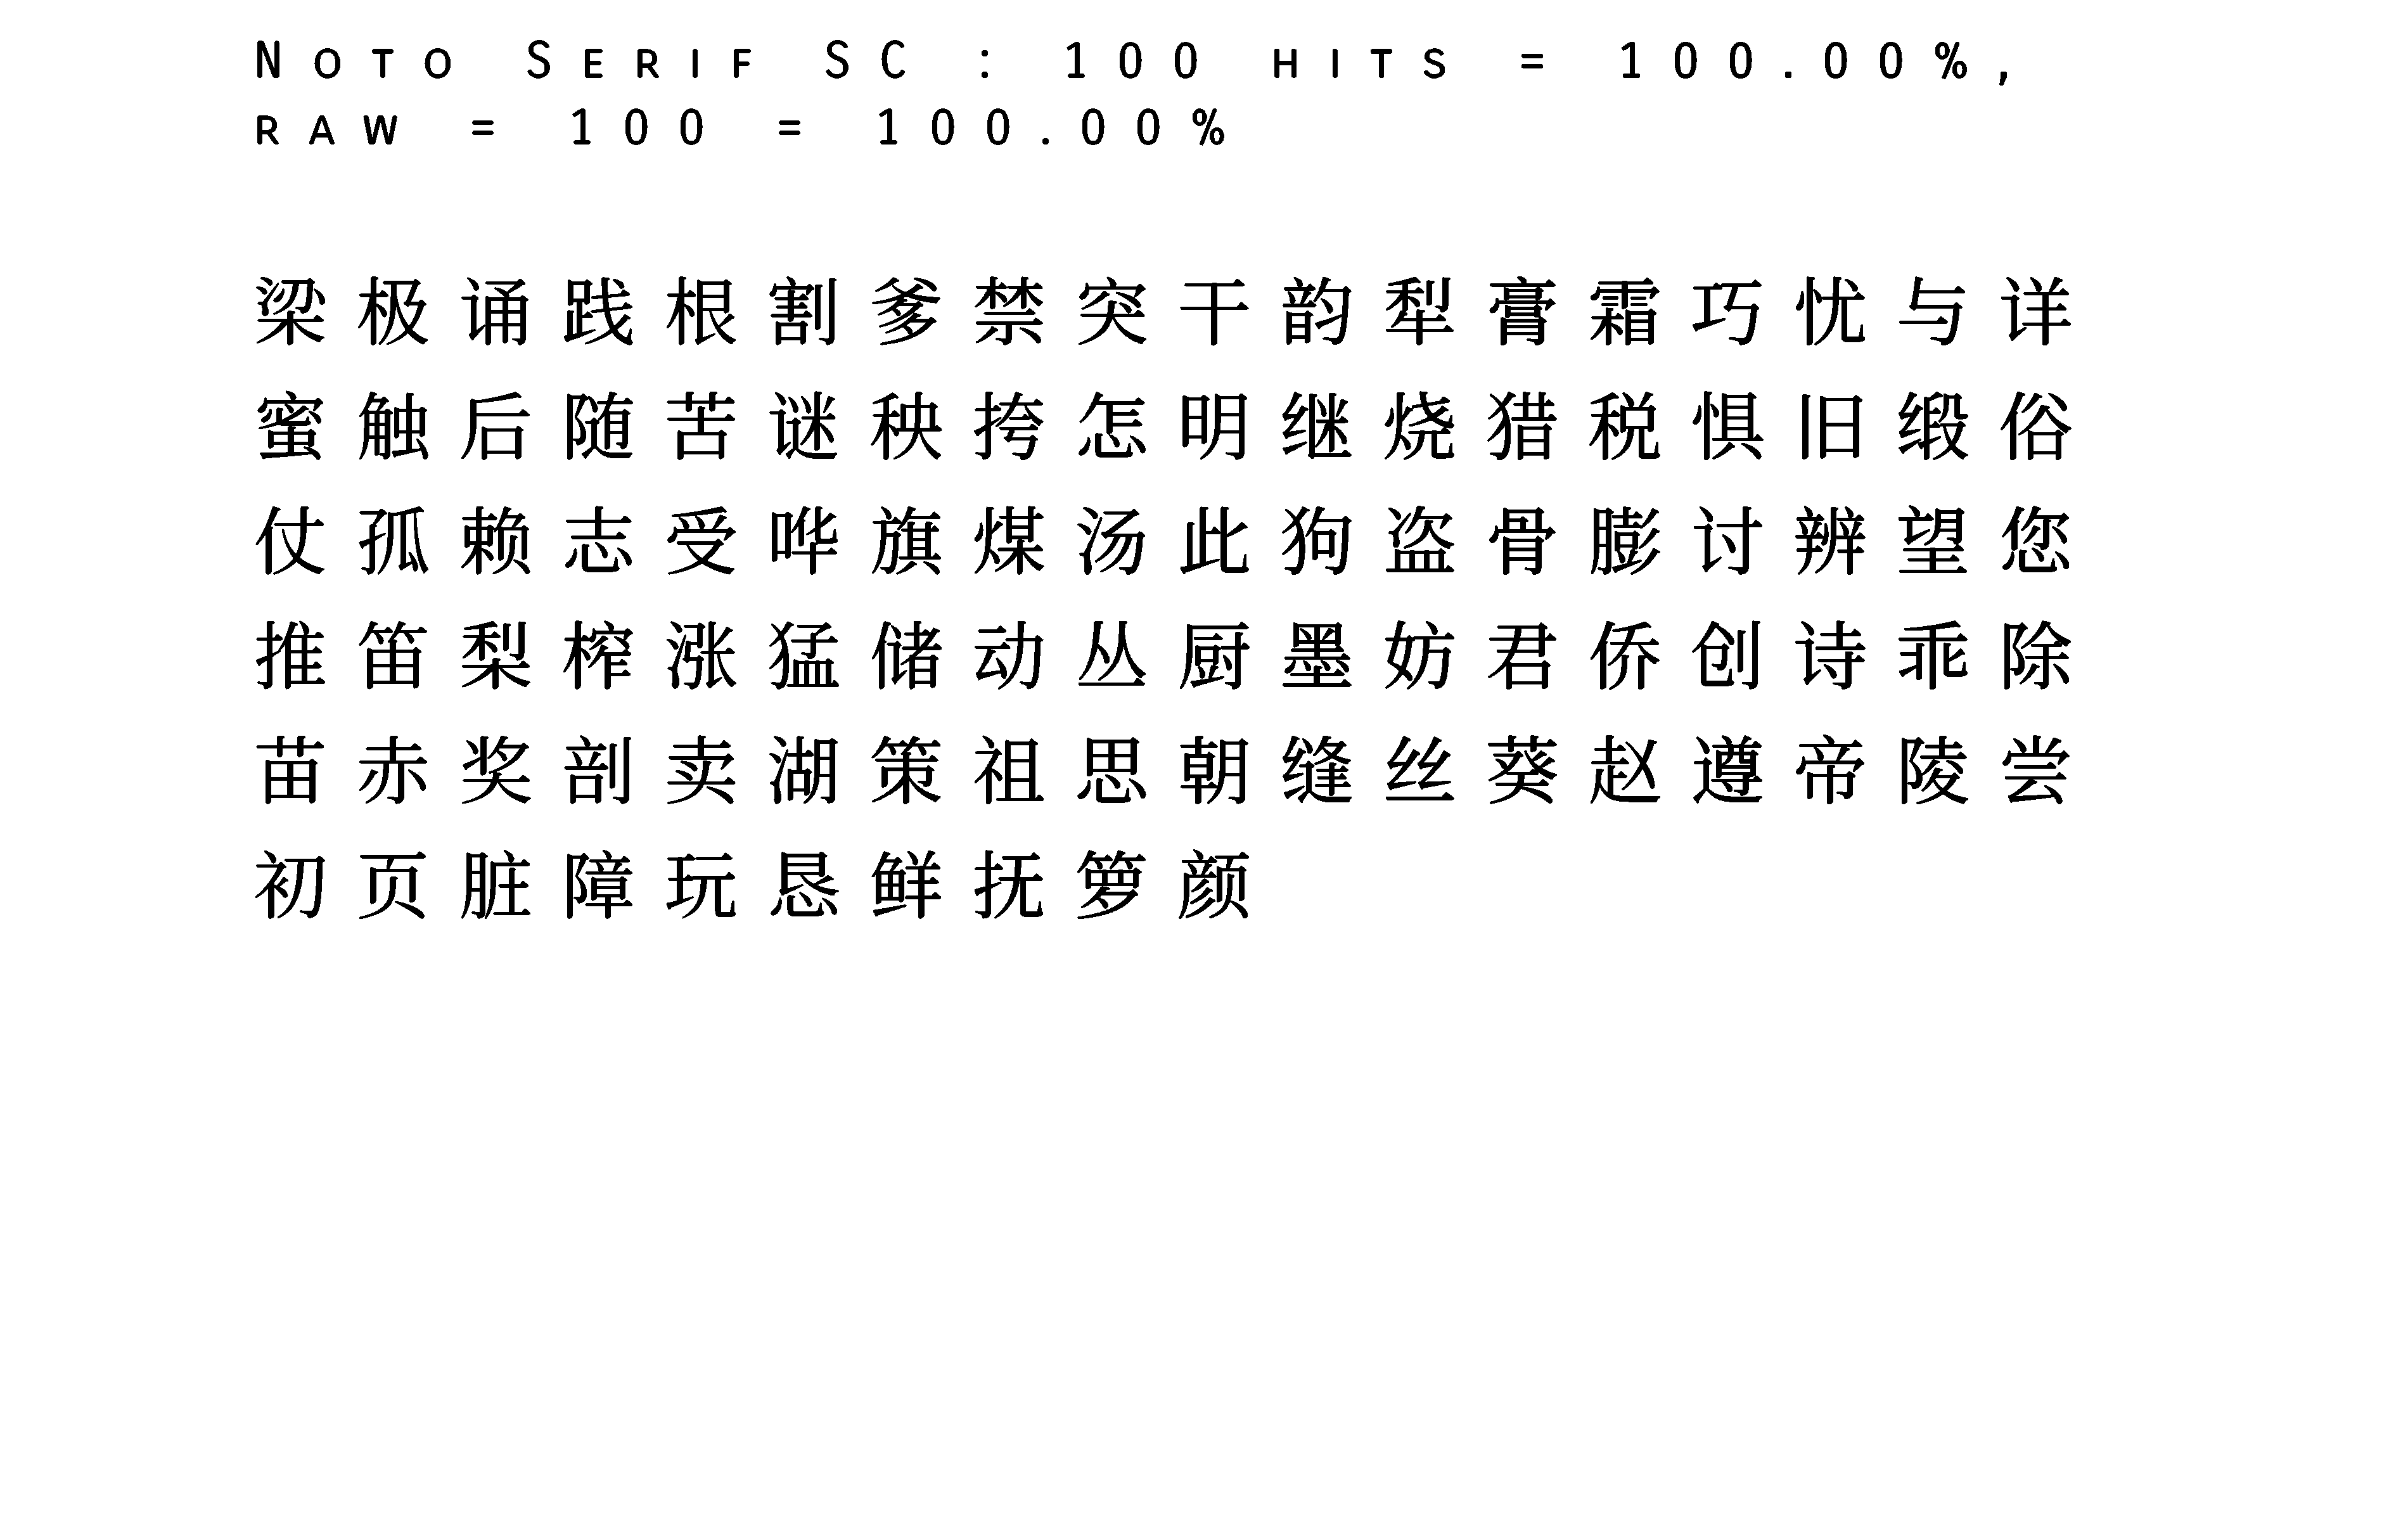 Noto Serif SC : 100 hits = 100.00%,
raw = 100 = 100.00%
梁极诵践根割爹禁突干韵犁膏霜巧忧与详
蜜触后随苦谜秧挎怎明继烧猎税惧旧缎俗
仗孤赖志受哗旗煤汤此狗盗骨膨讨辨望您
推笛梨榨涨猛储动丛厨墨妨君侨创诗乖除
苗赤奖剖卖湖策祖思朝缝丝葵赵遵帝陵尝
初页脏障玩恳鲜抚箩颜